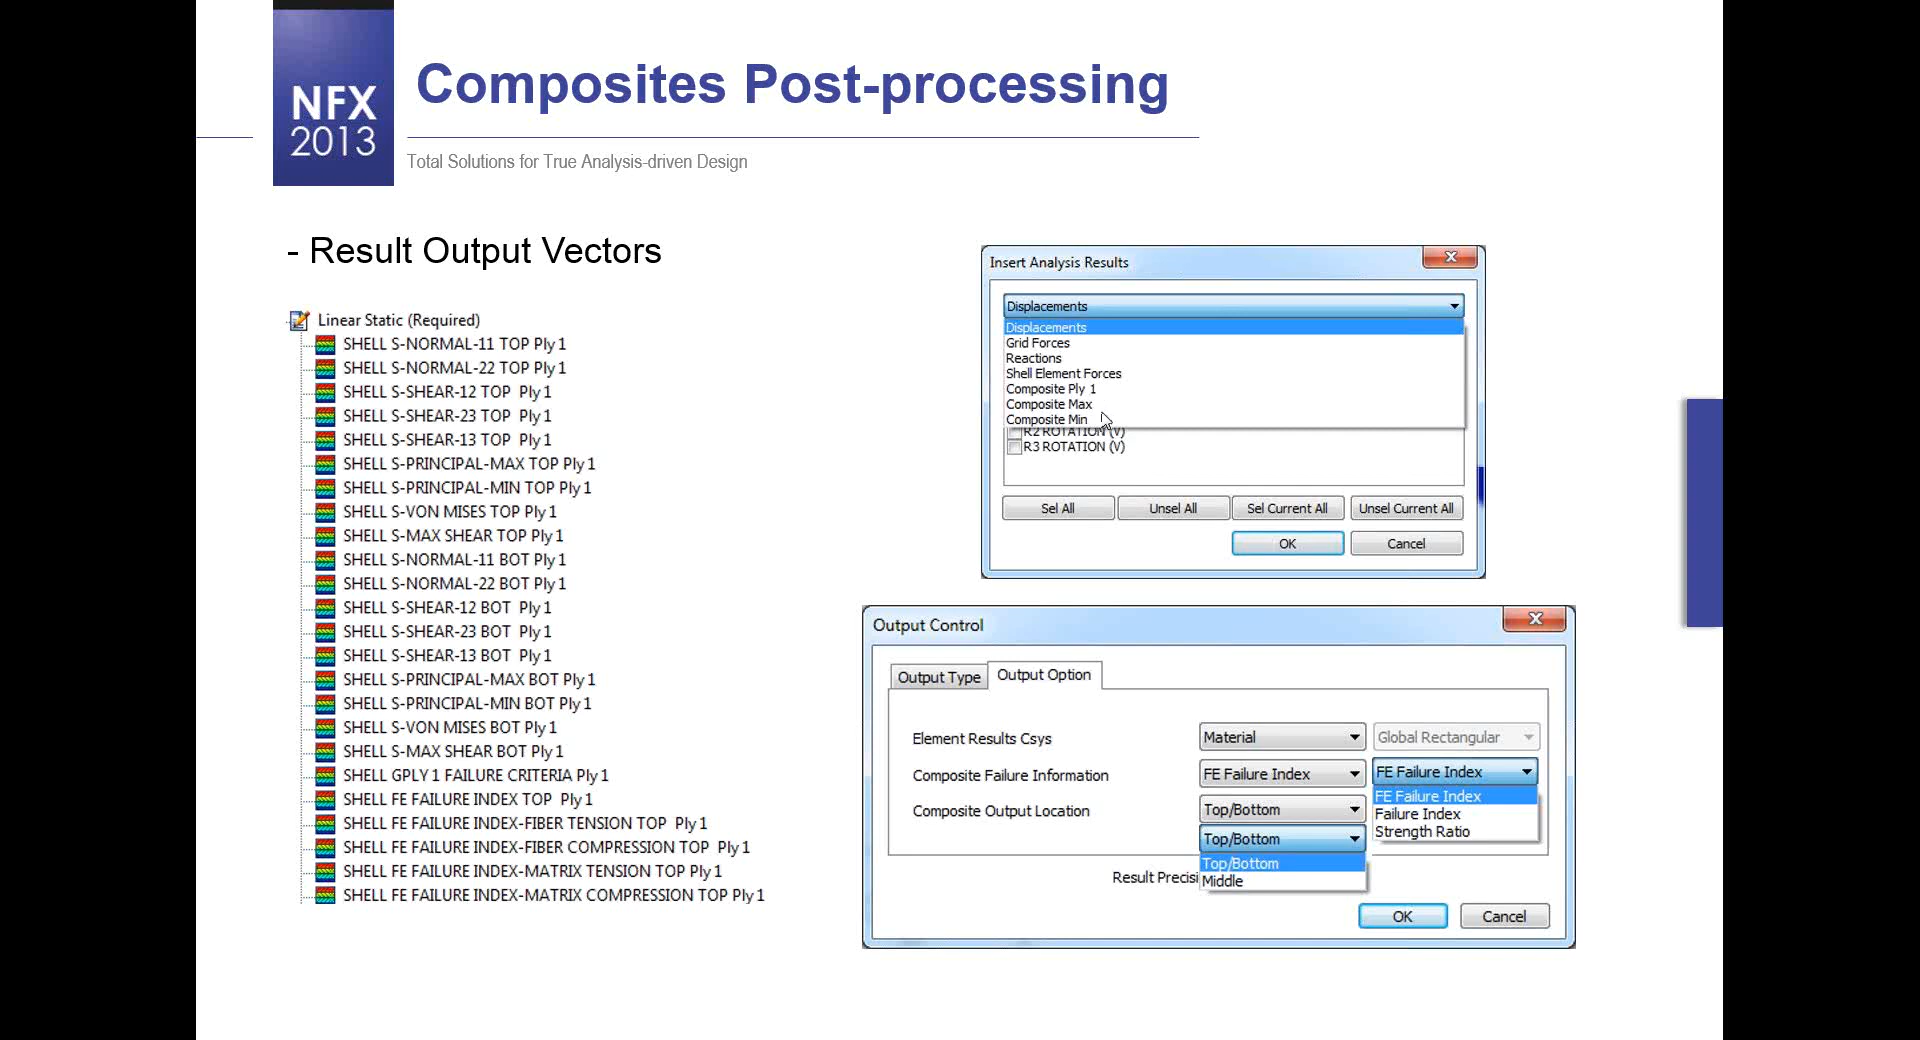 NFX
2013
Composites Post-processing
Total Solutions for True Analysis-driven Design
- Result Output Vectors
Linear Static (Required)
SHELL S-NORMAL-11 TOP Ply 1
SHELL S-NORMAL-22 TOP Ply 1
SHELL S-SHEAR-12 TOP Ply 1
SHELL S-SHEAR-23 TOP Ply 1
SHELL S-SHEAR-13 TOP Ply 1
SHELL S-PRINCIPAL-MAX TOP Ply 1
SHELL S-PRINCIPAL-MIN TOP Ply 1
SHELL S-VON MISES TOP Ply 1
SHELL S-MAX SHEAR TOP Ply 1
SHELL S-NORMAL-11 BOT Ply 1
SHELL S-NORMAL-22 BOT Ply 1
SHELL S-SHEAR-12 BOT Ply 1
SHELL S-SHEAR-23 BOT Ply 1
SHELL S-SHEAR-13 BOT Ply 1
SHELL S-PRINCIPAL-MAX BOT Ply 1
SHELL S-PRINCIPAL-MIN BOT Ply 1
SHELL S-VON MISES BOT Ply 1
SHELL S-MAX SHEAR BOT Ply 1
SHELL GPLY 1 FAILURE CRITERIA Ply 1
SHELL FE FAILURE INDEX TOP Ply 1
SHELL FE FAILURE INDEX-FIBER TENSION TOP Ply 1
SHELL FE FAILURE INDEX-FIBER COMPRESSION TOP Ply 1
SHELL FE FAILURE INDEX-MATRIX TENSION TOP Ply 1
SHELL FE FAILURE INDEX-MATRIX COMPRESSION TOP Ply 1
Insert Analysis Results
Displacements
Displacements
Grid Forces
Reactions
Shell Element Forces
Composite Ply 1
Composite Max
Composite Min
R2 ROTATION (V)
R3 ROTATION (V)
Sel All Unsel All Sel Current All Unsel Current All
OK Cancel
Output Control
Output Type Output Option
Element Results Csys Material Global Rectangular
Composite Failure Information FE Failure Index FE Failure Index
FE Failure Index
Composite Output Location Top/Bottom Failure Index
Strength Ratio
Top/Bottom
Top/Bottom
Result Precisi Middle
OK Cancel